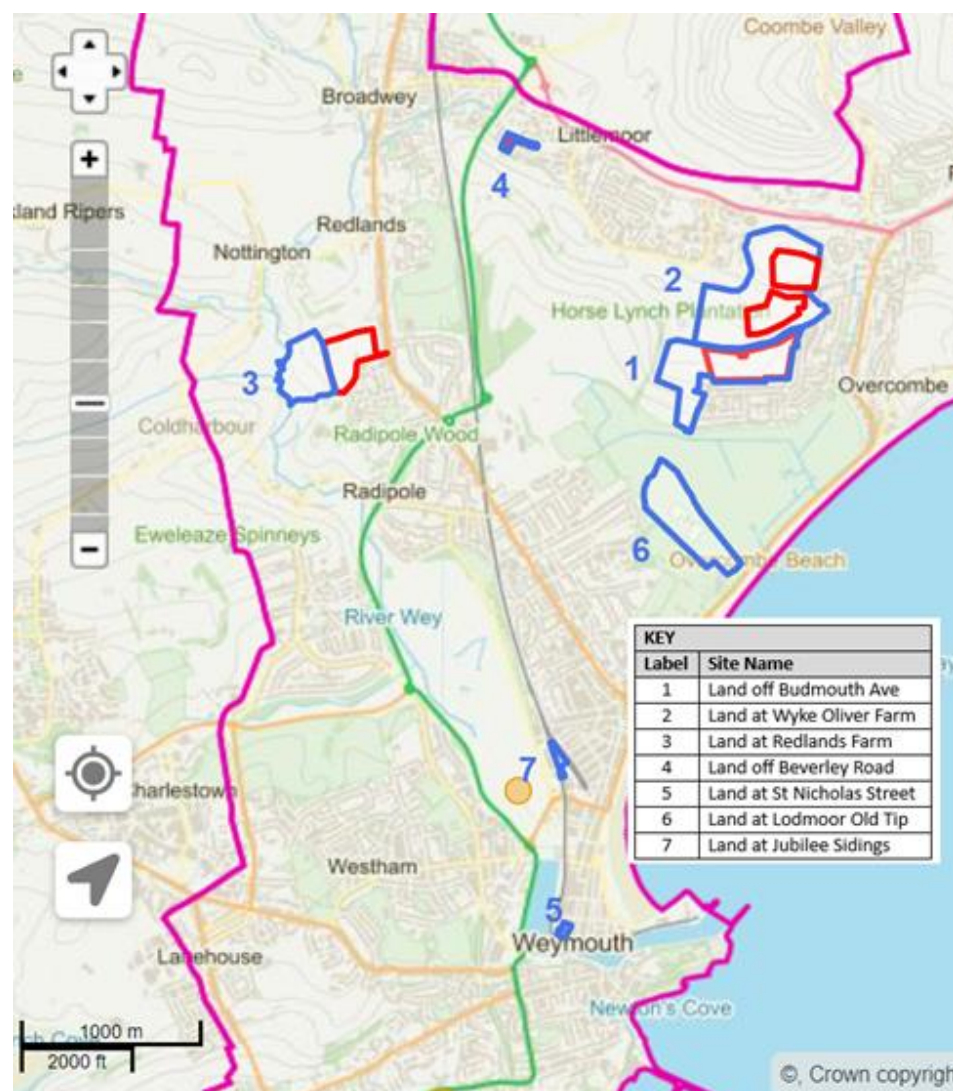 Coombe Valley
Broadwey
Littlemoor
4
Ripers
Redlands
Nottington
2
Horse Lynch Plantation
1
3
Overcombe
Coldharbour
Radipole Wood
Radipole
Eweleaze Spinneys
6
Overcombe Beach
River Wey
KEY
Label Site Name
1 Land off Budmouth Ave
2 Land at Wyke Oliver Farm
3 Land at Redlands Farm
4 Land off Beverley Road
5 Land at St Nicholas Street
6 Land at Lodmoor Old Tip
7 Land at Jubilee Sidings
7
Charlestown
Westham
5
Weymouth
Lanehouse
Newton's Cove
1000 m
2000 ft
©, Crown copyrigh